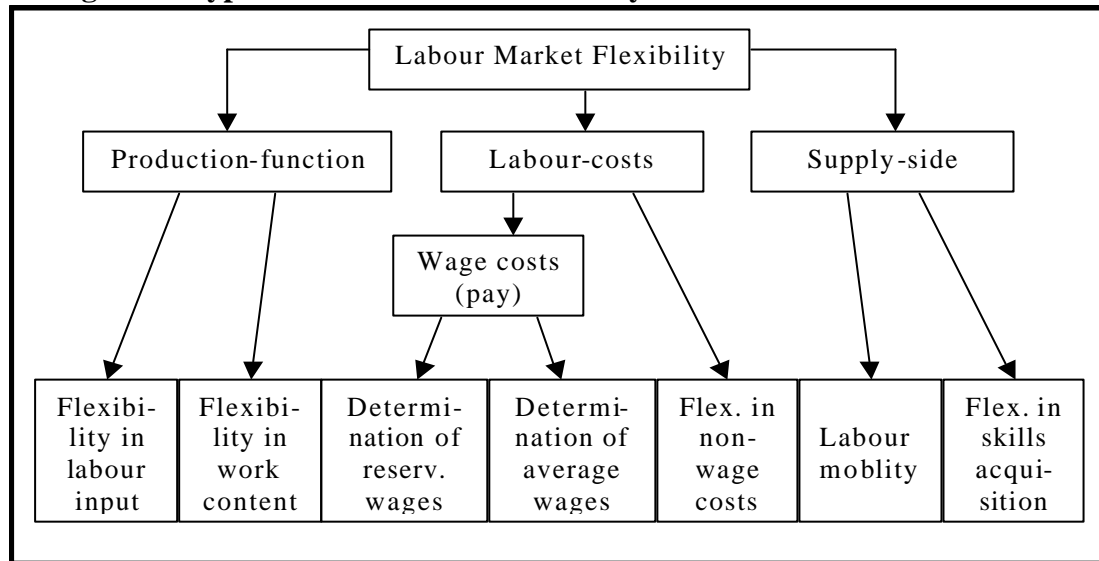 Labour Market Flexibility
Production-function
Labour-costs
Supply-side
Wage costs
(pay)
Flexibi-
lity in
labour
input
Flexibi-
lity in
work
content
Determi-
nation of
reserv.
wages
Determi-
nation of
average
wages
Flex. in
non-
wage
costs
Labour
moblity
Flex. in
skills
acqui-
sition